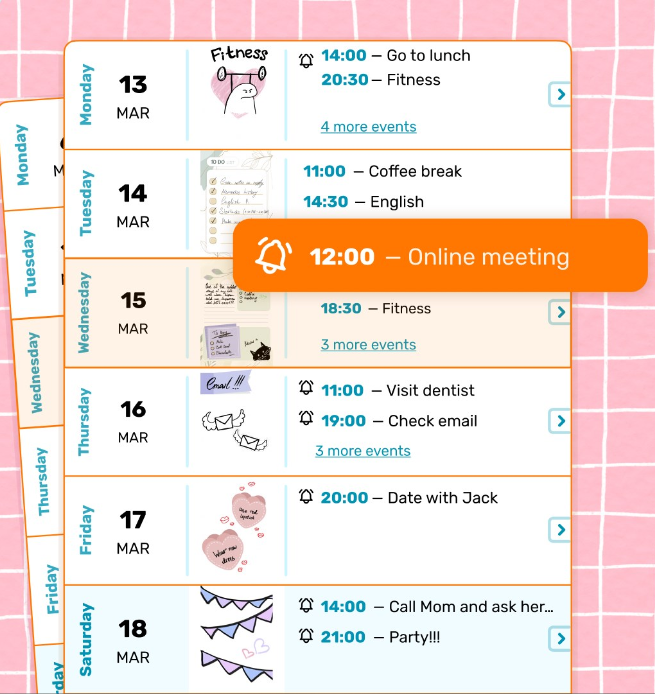 Monday
13
MAR
Fitness
14:00 – Go to lunch
20:30 – Fitness
4 more events
Tuesday
14
MAR
TO DO
11:00 – Coffee break
14:30 – English
12:00 – Online meeting
Wednesday
15
MAR
18:30 – Fitness
3 more events
Thursday
16
MAR
Email !!!
11:00 – Visit dentist
19:00 – Check email
3 more events
Friday
17
MAR
20:00 – Date with Jack
Saturday
18
MAR
14:00 – Call Mom and ask her...
21:00 – Party!!!
Monday
Tuesday
Wednesday
Thursday
Friday